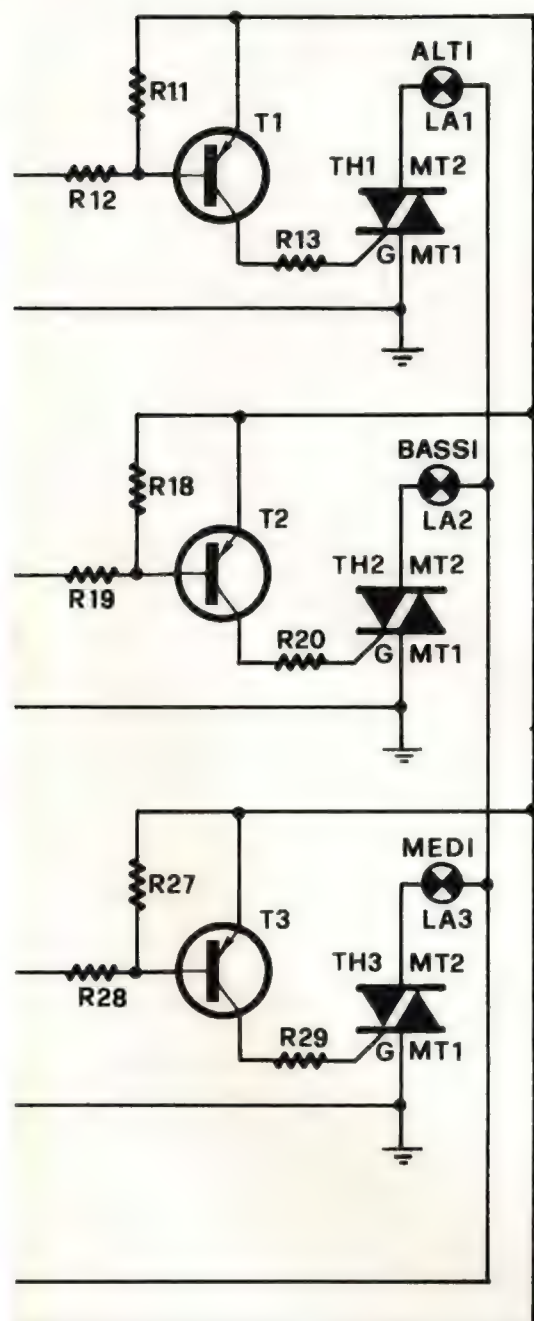 ALTI
R11
T1
LA1
TH1
MT2
R12
R13
G
MT1
BASSI
R18
T2
LA2
TH2
MT2
R19
R20
G
MT1
MEDI
R27
T3
LA3
TH3
MT2
R28
R29
G
MT1